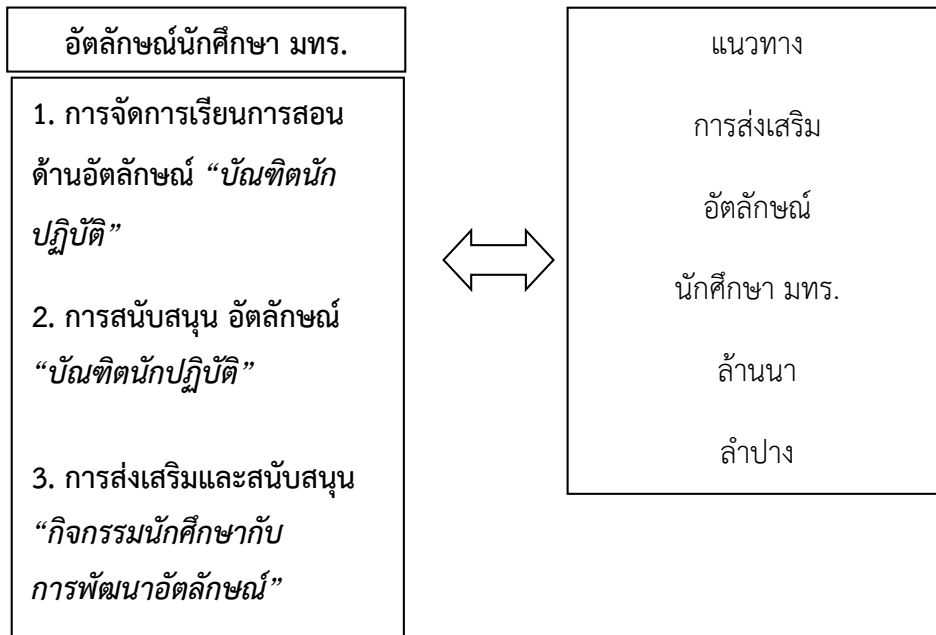 อัตลักษณ์นักศึกษา มทร.
1. การจัดการเรียนการสอน
ด้านอัตลักษณ์ “บัณฑิตนัก
ปฏิบัติ”
2. การสนับสนุน อัตลักษณ์
“บัณฑิตนักปฏิบัติ”
3. การส่งเสริมและสนับสนุน
“กิจกรรมนักศึกษากับ
การพัฒนาอัตลักษณ์”
แนวทาง
การส่งเสริม
อัตลักษณ์
นักศึกษา มทร.
ล้านนา
ลำปาง